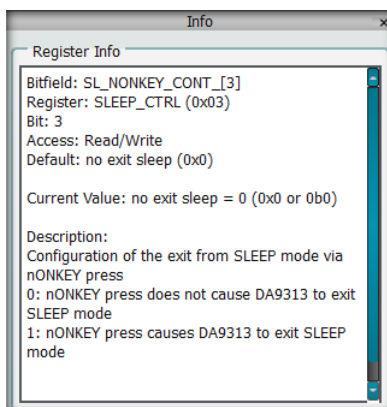 Info
Register Info
Bitfield: SL_NONKEY_CONT_[3]
Register: SLEEP_CTRL (0x03)
Bit: 3
Access: Read/Write
Default: no exit sleep (0x0)
Current Value: no exit sleep = 0 (0x0 or 0b0)
Description:
Configuration of the exit from SLEEP mode via
nONKEY press
0: nONKEY press does not cause DA9313 to exit
SLEEP mode
1: nONKEY press causes DA9313 to exit SLEEP
mode